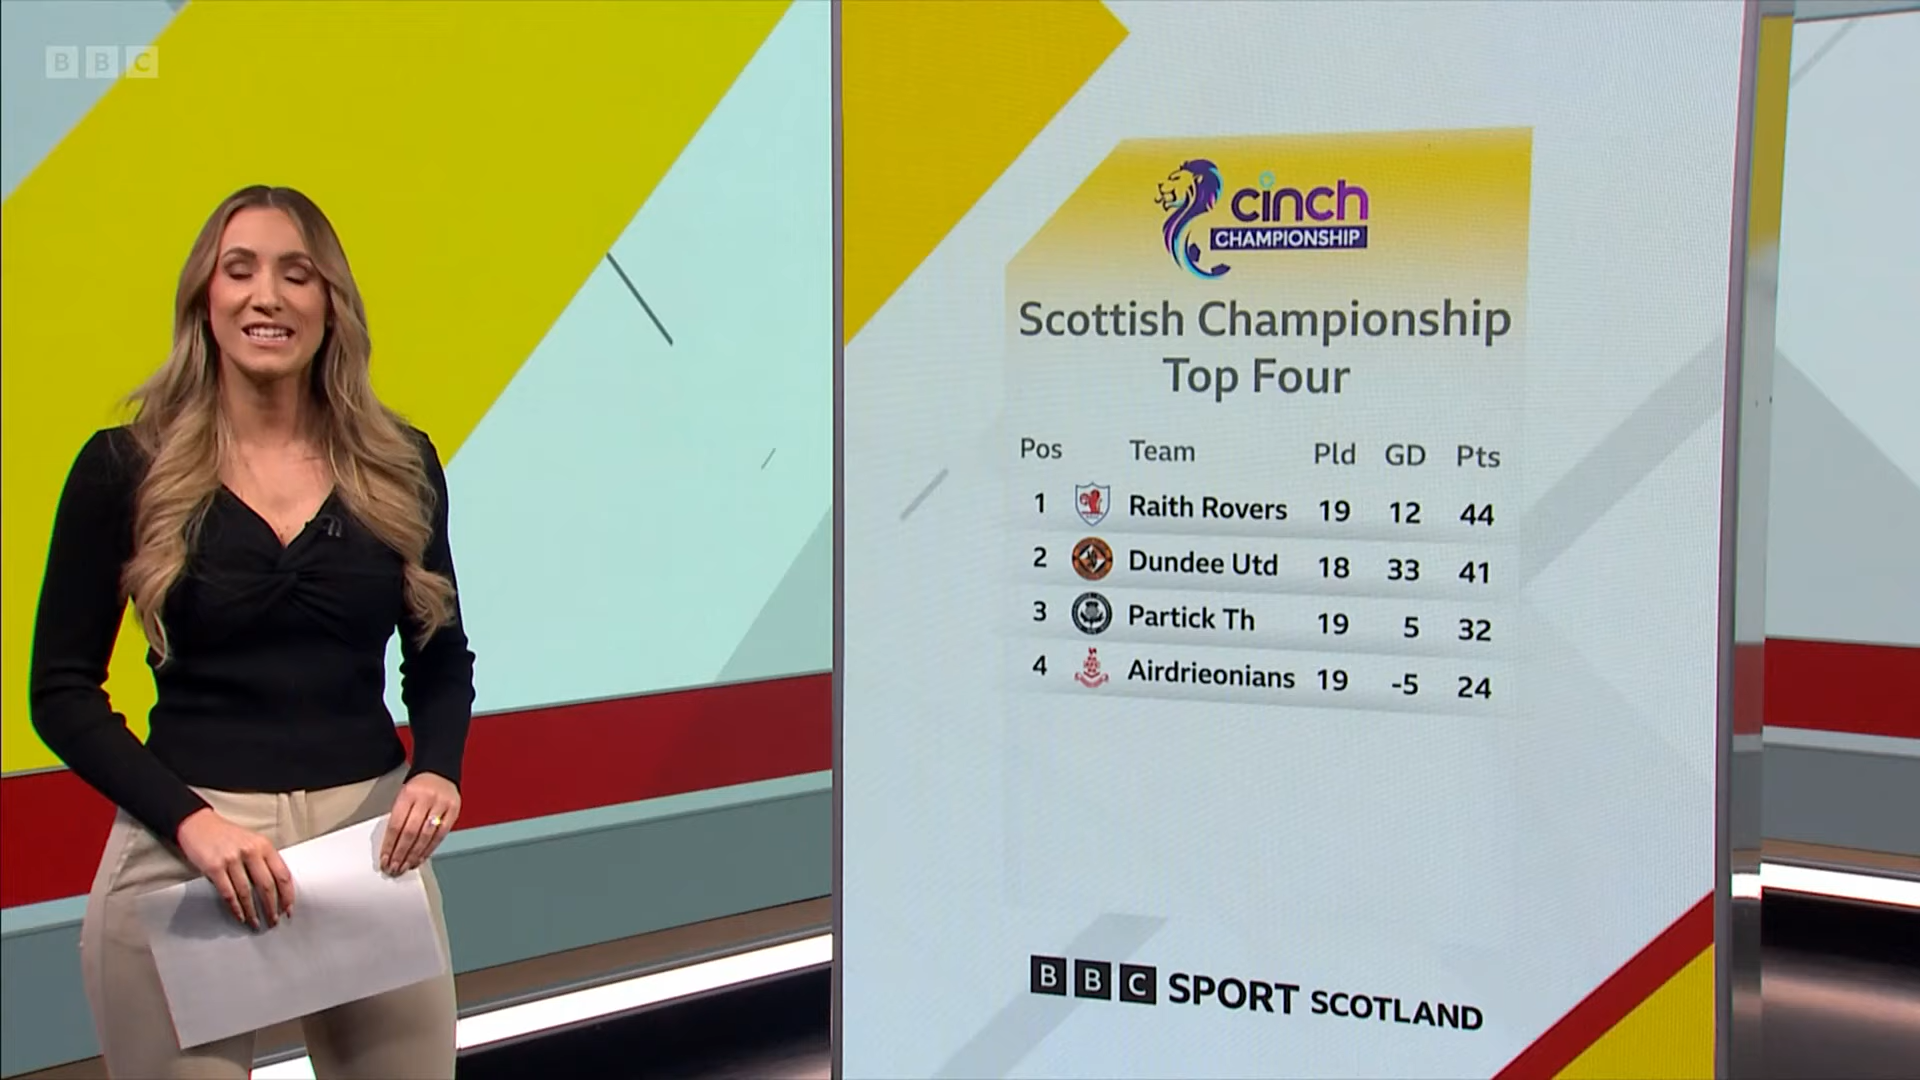 BBC
cinch
CHAMPIONSHIP
Scottish Championship
Top Four
Pos Team Pld GD Pts
1 Raith Rovers 19 12 44
2 Dundee Utd 18 33 41
3 Partick Th 19 5 32
4 Airdrieonians 19 -5 24
BBC SPORT SCOTLAND